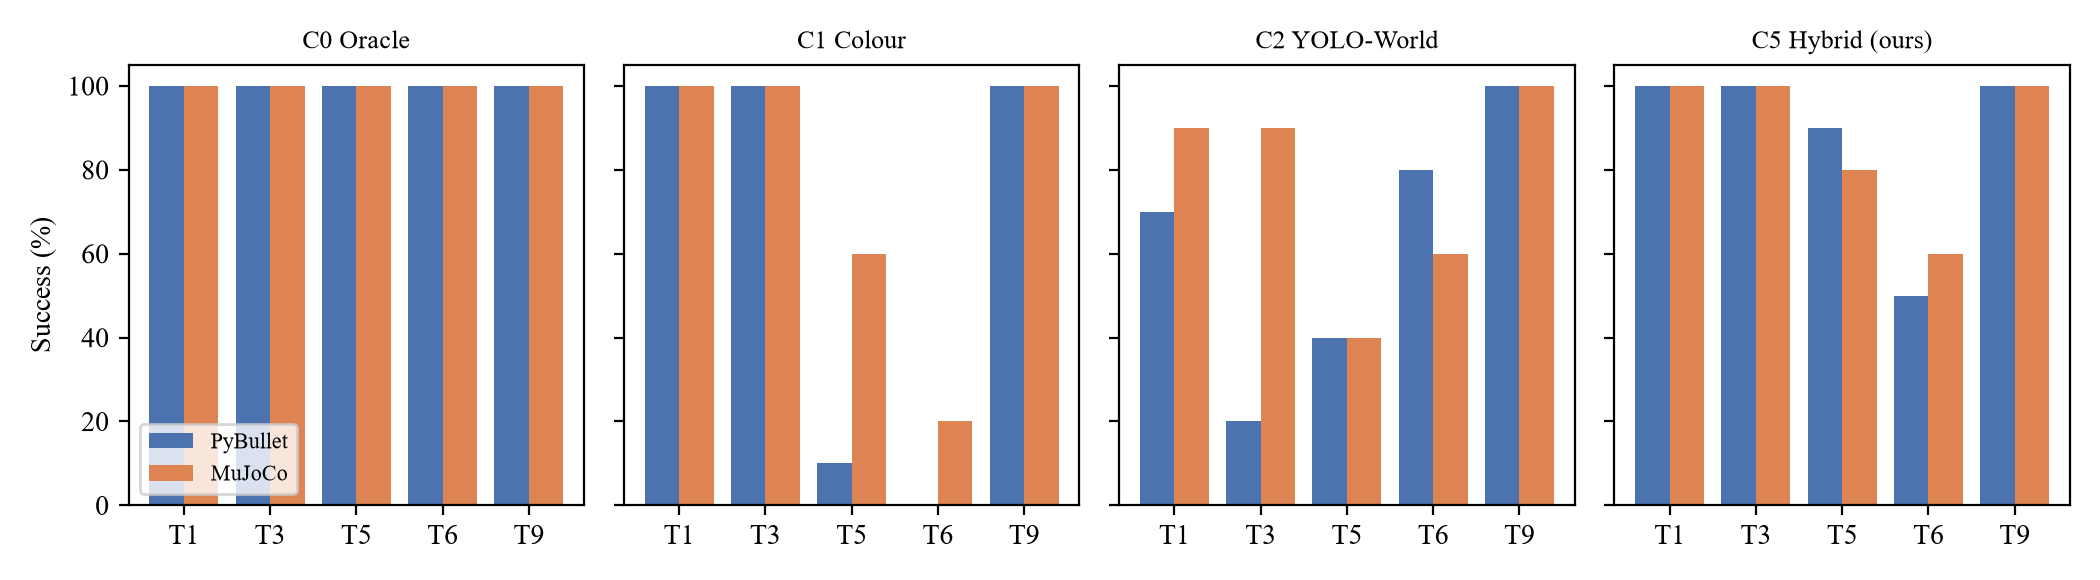 C0 Oracle
C1 Colour
C2 YOLO-World
C5 Hybrid (ours)
Success (%)
100
80
60
40
20
0
PyBullet
MuJoCo
T1 T3 T5 T6 T9
T1 T3 T5 T6 T9
T1 T3 T5 T6 T9
T1 T3 T5 T6 T9